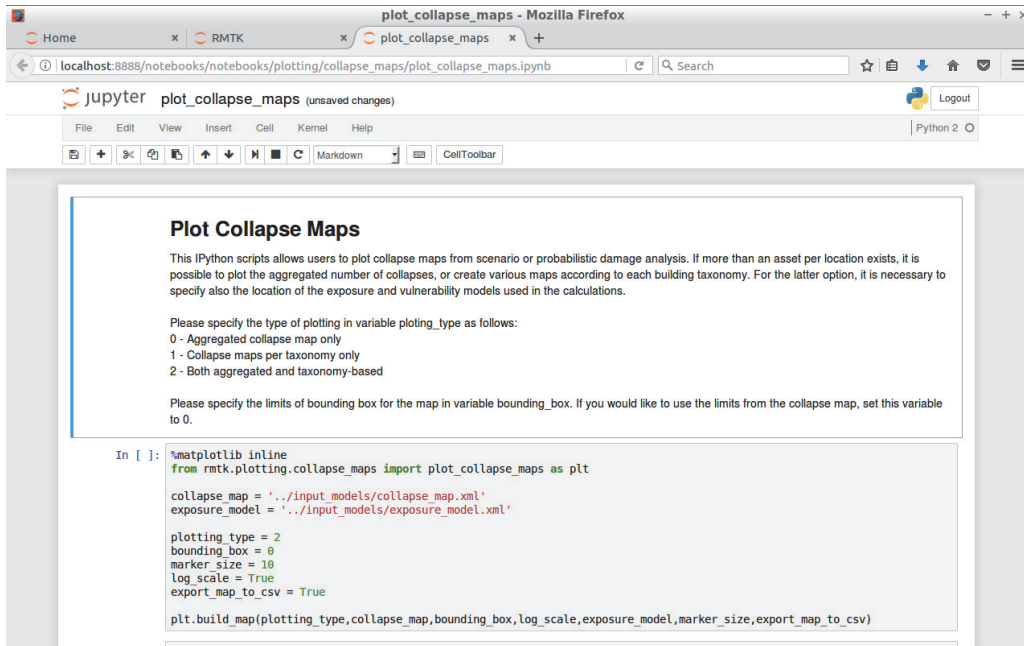 plot_collapse_maps - Mozilla Firefox
Home × RMTK × plot_collapse_maps × +
localhost:8888/notebooks/notebooks/plotting/collapse_maps/plot_collapse_maps.ipynb Search
jupyter plot_collapse_maps (unsaved changes) Logout
File Edit View Insert Cell Kernel Help Python 2
Markdown CellToolbar
Plot Collapse Maps
This IPython scripts allows users to plot collapse maps from scenario or probabilistic damage analysis. If more than an asset per location exists, it is
possible to plot the aggregated number of collapses, or create various maps according to each building taxonomy. For the latter option, it is necessary to
specify also the location of the exposure and vulnerability models used in the calculations.
Please specify the type of plotting in variable ploting_type as follows:
0 - Aggregated collapse map only
1 - Collapse maps per taxonomy only
2 - Both aggregated and taxonomy-based
Please specify the limits of bounding box for the map in variable bounding_box. If you would like to use the limits from the collapse map, set this variable
to 0.
In [ ]: %matplotlib inline
from rmtk.plotting.collapse_maps import plot_collapse_maps as plt
collapse_map = '../input_models/collapse_map.xml'
exposure_model = '../input_models/exposure_model.xml'
plotting_type = 2
bounding_box = 0
marker_size = 10
log_scale = True
export_map_to_csv = True
plt.build_map(plotting_type,collapse_map,bounding_box,log_scale,exposure_model,marker_size,export_map_to_csv)